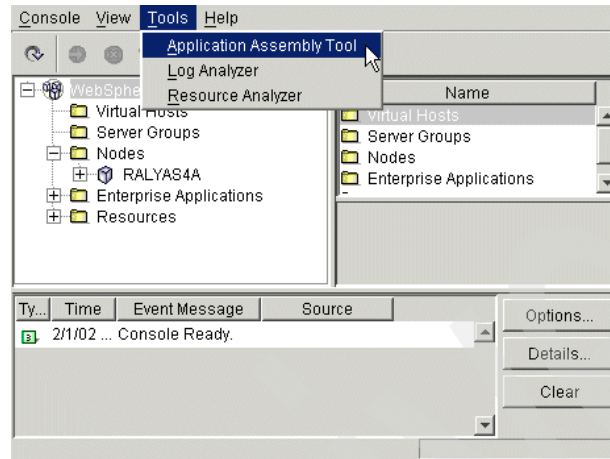 Console View Tools Help
Application Assembly Tool
Log Analyzer
Resource Analyzer
WebSphe
Virtual Hosts
Server Groups
Nodes
RALYAS4A
Enterprise Applications
Resources
Name
Virtual Hosts
Server Groups
Nodes
Enterprise Applications
Ty... Time Event Message Source
2/1/02 ... Console Ready.
Options...
Details...
Clear